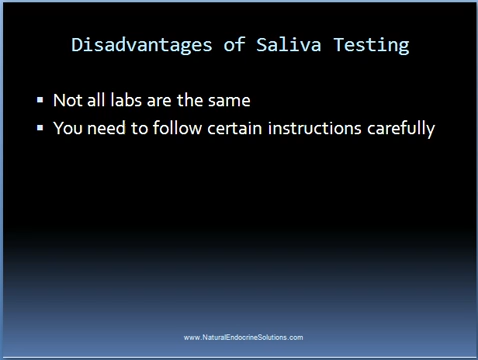 Disadvantages of Saliva Testing
▪ Not all labs are the same
▪ You need to follow certain instructions carefully
www.NaturalEndocrineSolutions.com